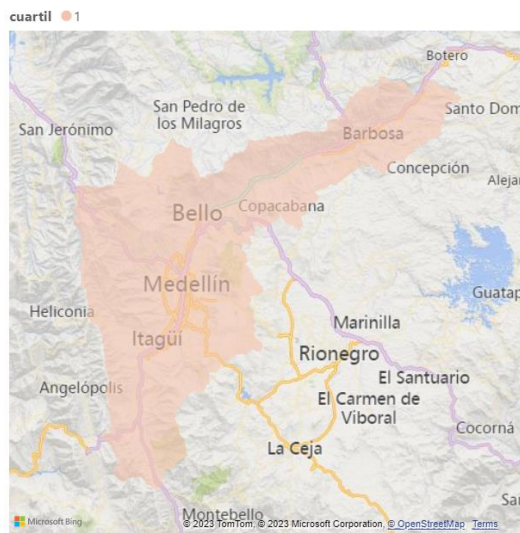 cuartil 1
Botero
San Pedro de
los Milagros
Santo Dom
San Jerónimo
Barbosa
Concepción
Alejar
Bello
Copacabana
Medellín
Guatap
Heliconia
Marinilla
Itagüí
Rionegro
El Santuario
Angelópolis
El Carmen de
Viboral
Cocorná
La Ceja
Sar
Montebello
Microsoft Bing
© 2023 TomTom, © 2023 Microsoft Corporation, © OpenStreetMap Terms